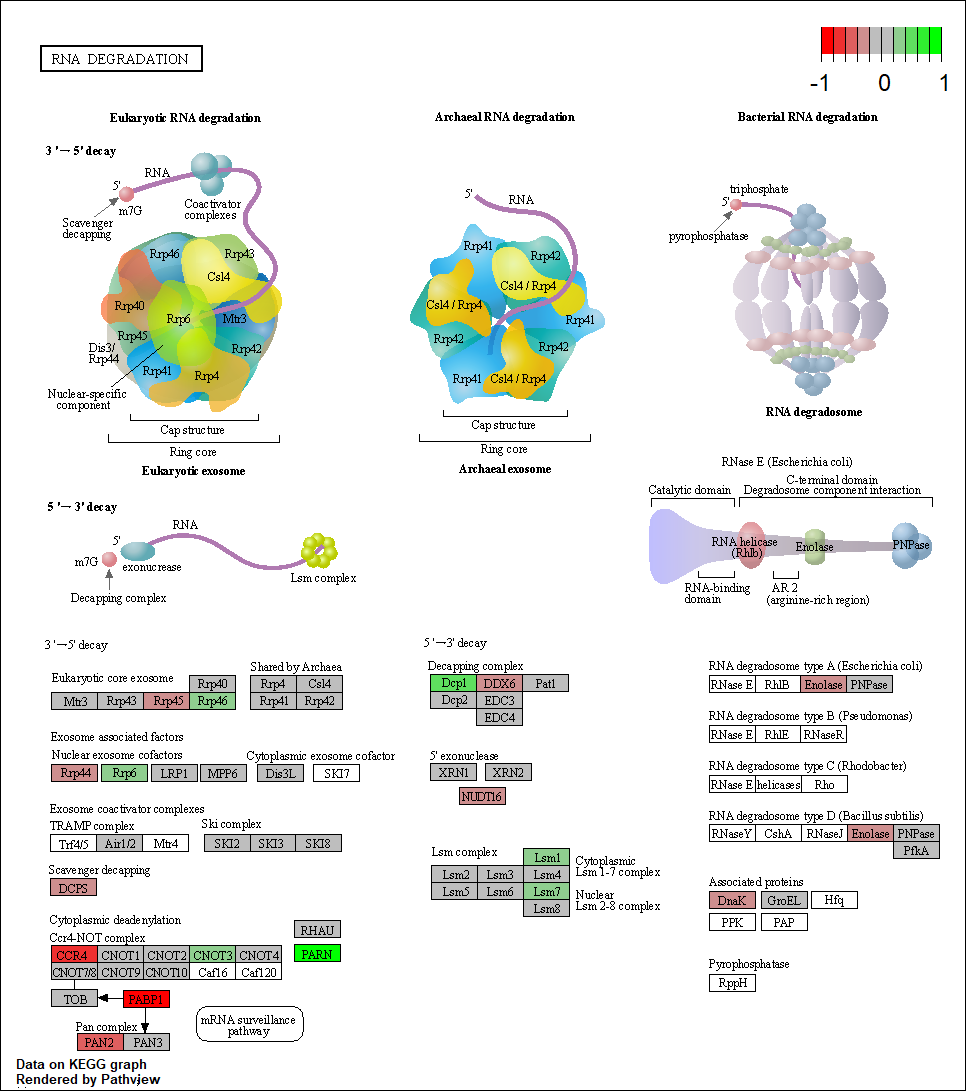 RNA DEGRADATION
-1 0 1
Eukaryotic RNA degradation
Archaeal RNA degradation
Bacterial RNA degradation
3 '→ 5' decay
RNA
5'
m7G
Scavenger
decapping
Coactivator
complexes
Rrp46
Rrp43
Csl4
Rrp40
Rrp6
Mtr3
Rrp45
Dis3/
Rrp44
Rrp42
Rrp41
Rrp4
Nuclear-specific
component
Cap structure
Ring core
Eukaryotic exosome
5'
RNA
Rrp41
Rrp42
Csl4 / Rrp4
Csl4 / Rrp4
Rrp41
Rrp42
Rrp42
Rrp41
Csl4 / Rrp4
Cap structure
Ring core
Archaeal exosome
triphosphate
5'
pyrophosphatase
RNA degradosome
RNase E (Escherichia coli)
C-terminal domain
Catalytic domain
Degradosome component interaction
RNA helicase
(Rhlb)
Enolase
PNPase
RNA-binding
domain
AR 2
(arginine-rich region)
5 '→ 3' decay
RNA
5'
m7G
exonucrease
Lsm complex
Decapping complex
3 '→5' decay
Eukaryotic core exosome
Rrp40
Mtr3 Rrp43 Rrp45 Rrp46
Shared by Archaea
Rrp4 Csl4
Rrp41 Rrp42
Exosome associated factors
Nuclear exosome cofactors
Rrp44 Rrp6 LRP1 MPP6
Cytoplasmic exosome cofactor
Dis3L SKI7
Exosome coactivator complexes
TRAMP complex
Trf4/5 Air1/2 Mtr4
Ski complex
SKI2 SKI3 SKI8
Scavenger decapping
DCPS
Cytoplasmic deadenylation
Ccr4-NOT complex
CCR4 CNOT1 CNOT2 CNOT3 CNOT4
CNOT7/8 CNOT9 CNOT10 Caf16 Caf120
RHAU
PARN
TOB PABP1
Pan complex
PAN2 PAN3
mRNA surveillance
pathway
5 '→3' decay
Decapping complex
Dcp1 DDX6 Pat1
Dcp2 EDC3
EDC4
5' exonuclease
XRN1 XRN2
NUDT16
Lsm complex
Lsm1
Lsm2 Lsm3 Lsm4
Lsm5 Lsm6 Lsm7
Lsm8
Cytoplasmic
Lsm 1-7 complex
Nuclear
Lsm 2-8 complex
RNA degradosome type A (Escherichia coli)
RNase E RhlB Enolase PNPase
RNA degradosome type B (Pseudomonas)
RNase E RhlE RNaseR
RNA degradosome type C (Rhodobacter)
RNase E helicases Rho
RNA degradosome type D (Bacillus subtilis)
RNaseY CshA RNaseJ Enolase PNPase
PfkA
Associated proteins
DnaK GroEL Hfq
PPK PAP
Pyrophosphatase
RppH
Data on KEGG graph
Rendered by Pathview